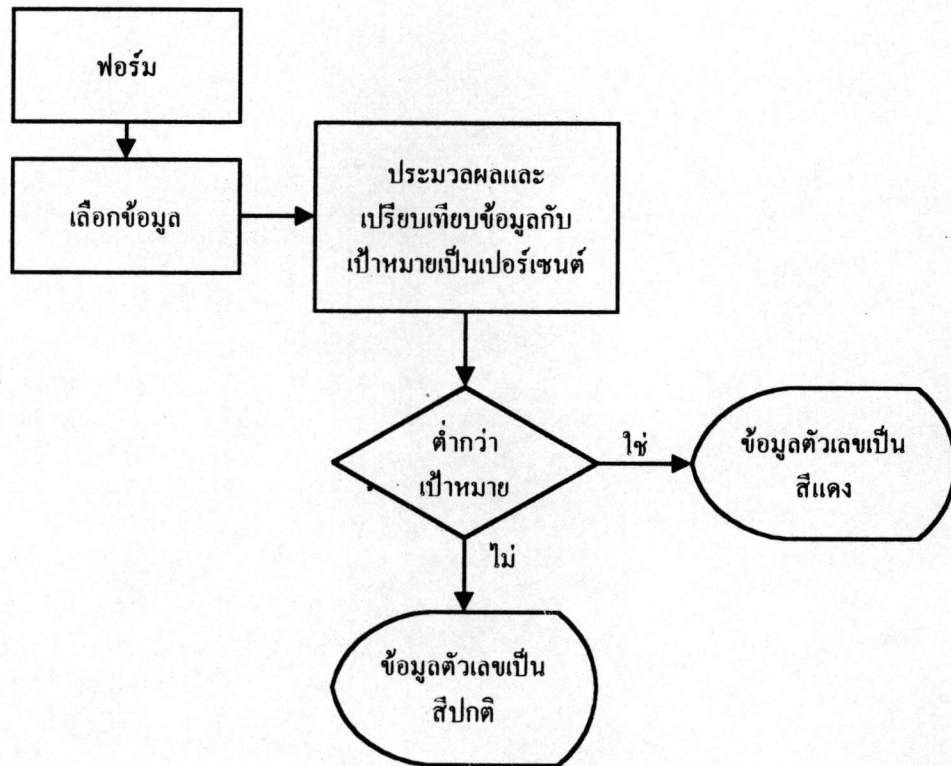 ฟอร์ม
เลือกข้อมูล
ประมวลผลและ
เปรียบเทียบข้อมูลกับ
เป้าหมายเป็นเปอร์เซนต์
ต่ำกว่า
เป้าหมาย
ใช่
ข้อมูลตัวเลขเป็น
สีแดง
ไม่
ข้อมูลตัวเลขเป็น
สีปกติ